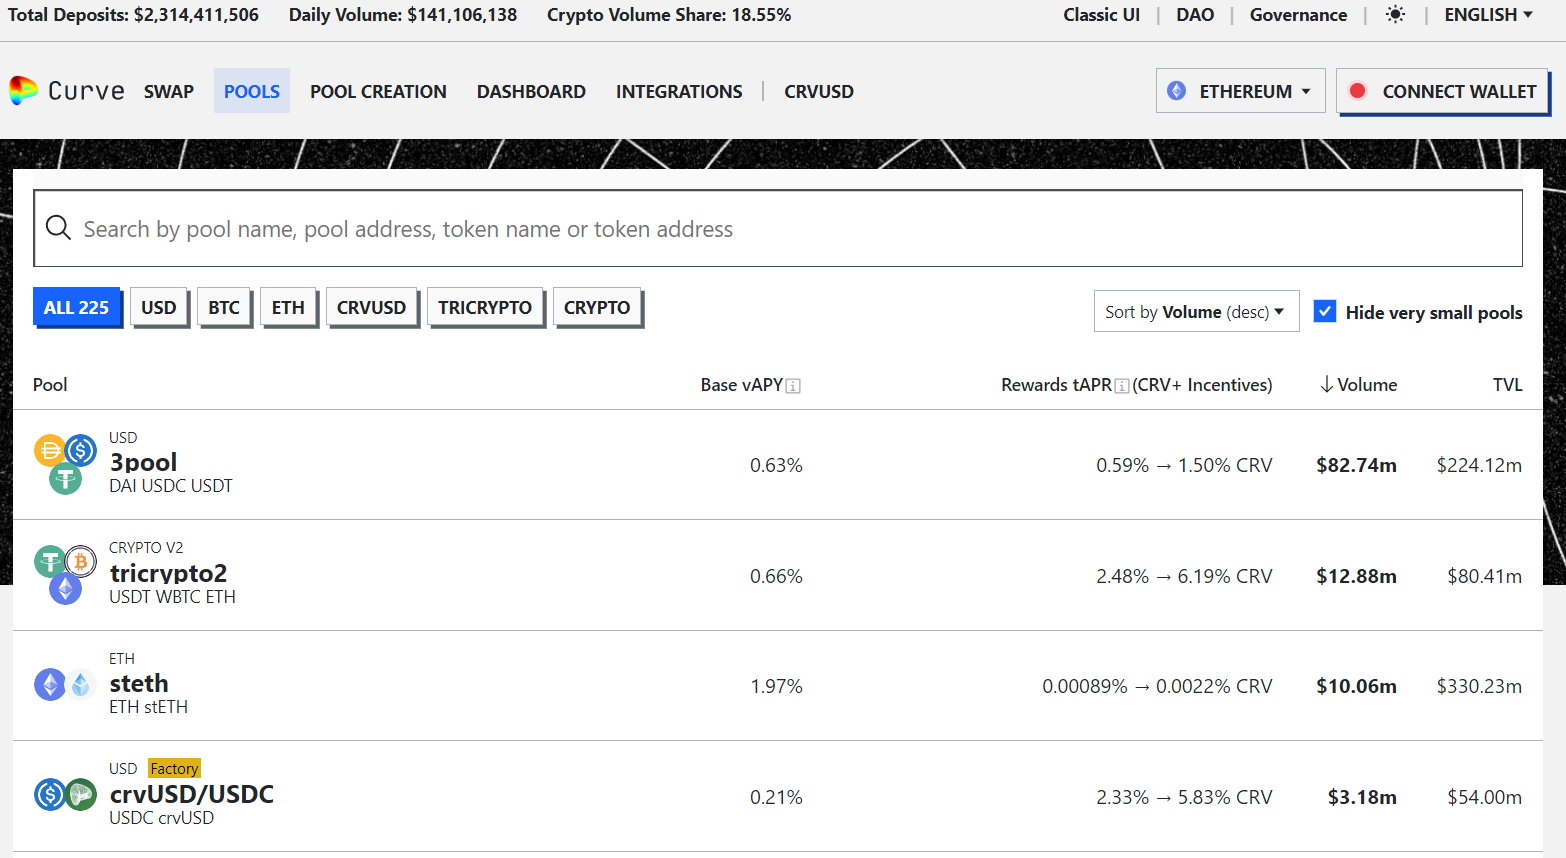 Total Deposits: $2,314,411,506 Daily Volume: $141,106,138 Crypto Volume Share: 18.55% Classic UI | DAO | Governance | | ENGLISH
Curve SWAP POOLS POOL CREATION DASHBOARD INTEGRATIONS | CRVUSD ETHEREUM CONNECT WALLET
Search by pool name, pool address, token name or token address
ALL 225 USD BTC ETH CRVUSD TRICRYPTO CRYPTO Sort by Volume (desc) Hide very small pools
Pool Base vAPY Rewards tAPR (CRV+ Incentives) ↓ Volume TVL
USD
3pool 0.63% 0.59% → 1.50% CRV $82.74m $224.12m
DAI USDC USDT
CRYPTO V2
tricrypto2 0.66% 2.48% → 6.19% CRV $12.88m $80.41m
USDT WBTC ETH
ETH
steth 1.97% 0.00089% → 0.0022% CRV $10.06m $330.23m
ETH stETH
USD Factory
crvUSD/USDC 0.21% 2.33% → 5.83% CRV $3.18m $54.00m
USDC crvUSD